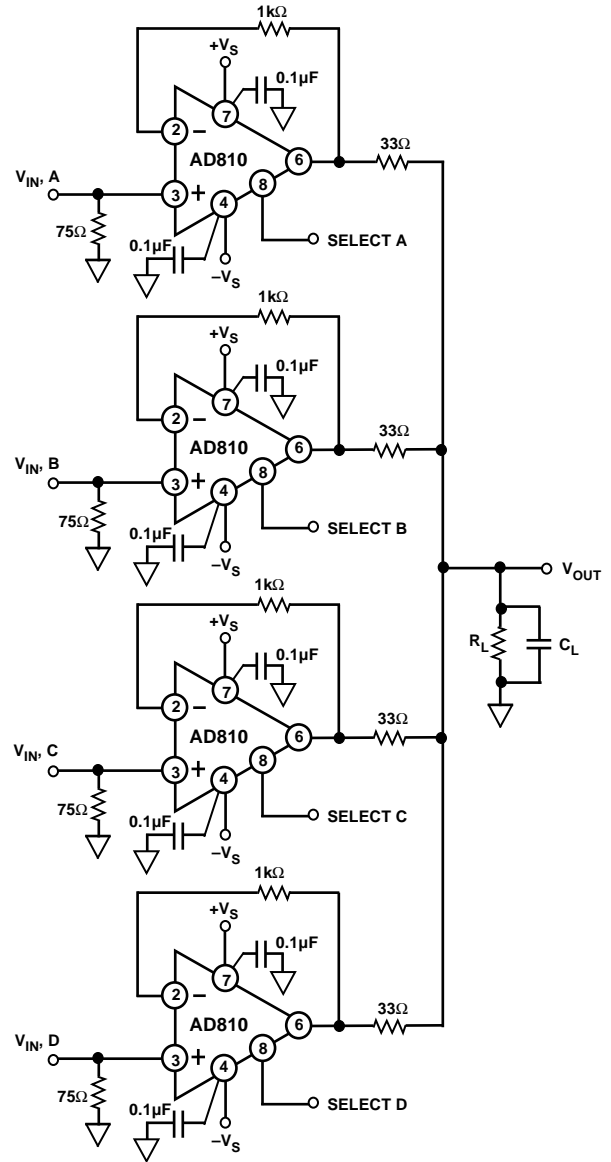 1kΩ
+VS
0.1µF
7
2
−
AD810
6
33Ω
VIN, A
3
+
8
4
75Ω
0.1µF
SELECT A
−VS
1kΩ
+VS
0.1µF
7
2
−
33Ω
AD810
6
VIN, B
3
+
8
4
75Ω
0.1µF
SELECT B
−VS
VOUT
1kΩ
+VS
RL
CL
0.1µF
7
2
−
33Ω
AD810
6
VIN, C
3
+
8
4
75Ω
0.1µF
SELECT C
−VS
1kΩ
+VS
0.1µF
7
2
−
33Ω
AD810
6
VIN, D
3
+
8
4
75Ω
0.1µF
SELECT D
−VS